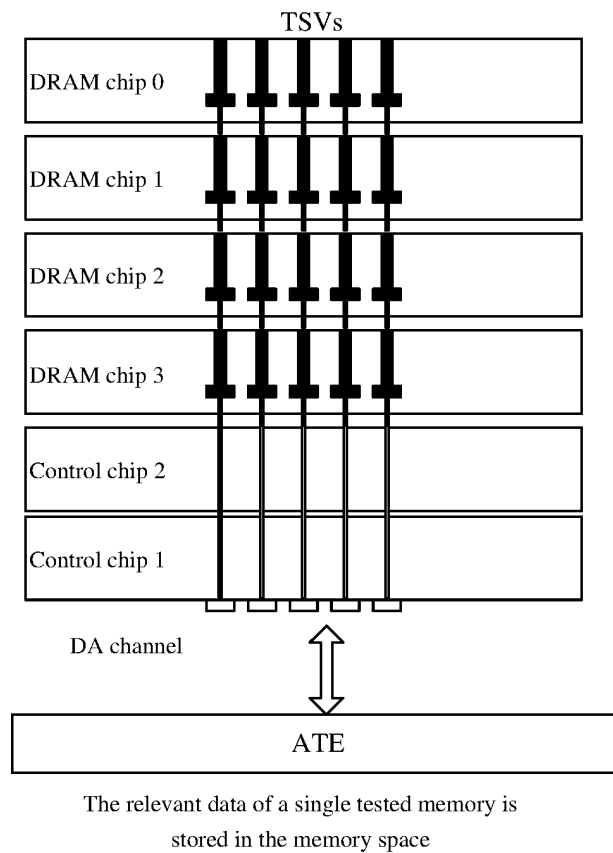 TSVs
DRAM chip 0
DRAM chip 1
DRAM chip 2
DRAM chip 3
Control chip 2
Control chip 1
DA channel
ATE
The relevant data of a single tested memory is
stored in the memory space